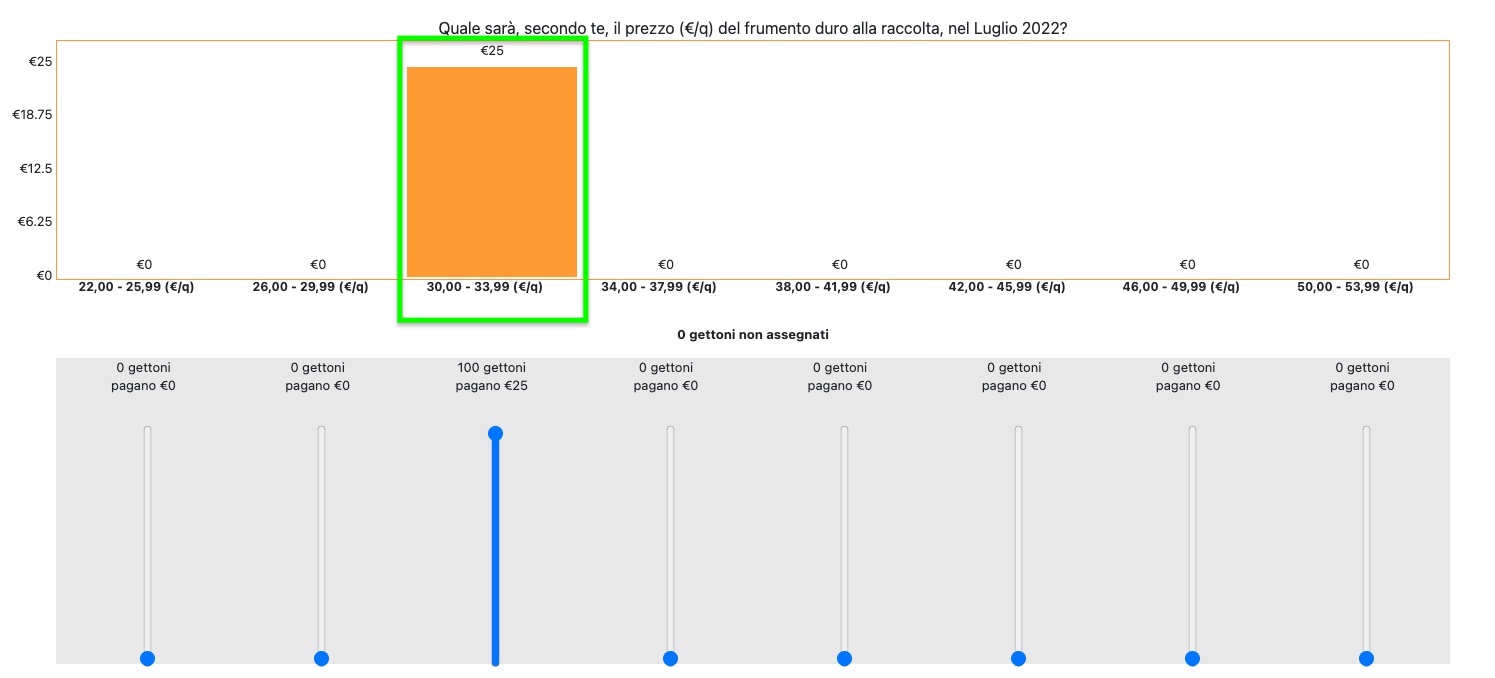 Quale sarà, secondo te, il prezzo (€/q) del frumento duro alla raccolta, nel Luglio 2022?
€25
€25
€18.75
€12.5
€6.25
€0
€0 €0 €0 €0 €0 €0 €0
22,00 - 25,99 (€/q) 26,00 - 29,99 (€/q) 30,00 - 33,99 (€/q) 34,00 - 37,99 (€/q) 38,00 - 41,99 (€/q) 42,00 - 45,99 (€/q) 46,00 - 49,99 (€/q) 50,00 - 53,99 (€/q)
0 gettoni non assegnati
0 gettoni 0 gettoni 100 gettoni 0 gettoni 0 gettoni 0 gettoni 0 gettoni 0 gettoni
pagano €0 pagano €0 pagano €25 pagano €0 pagano €0 pagano €0 pagano €0 pagano €0